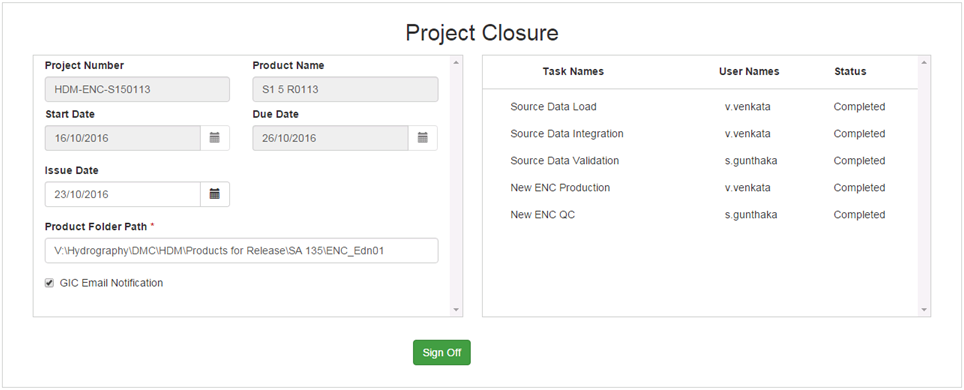 Project Closure
Project Number Product Name
HDM-ENC-S150113 S1 5 R0113
Start Date Due Date
16/10/2016 26/10/2016
Issue Date
23/10/2016
Product Folder Path *
V:\Hydrography\DMC\HDM\Products for Release\SA 135\ENC_Edn01
GIC Email Notification
Task Names User Names Status
Source Data Load v.venkata Completed
Source Data Integration v.venkata Completed
Source Data Validation s.gunthaka Completed
New ENC Production v.venkata Completed
New ENC QC s.gunthaka Completed
Sign Off